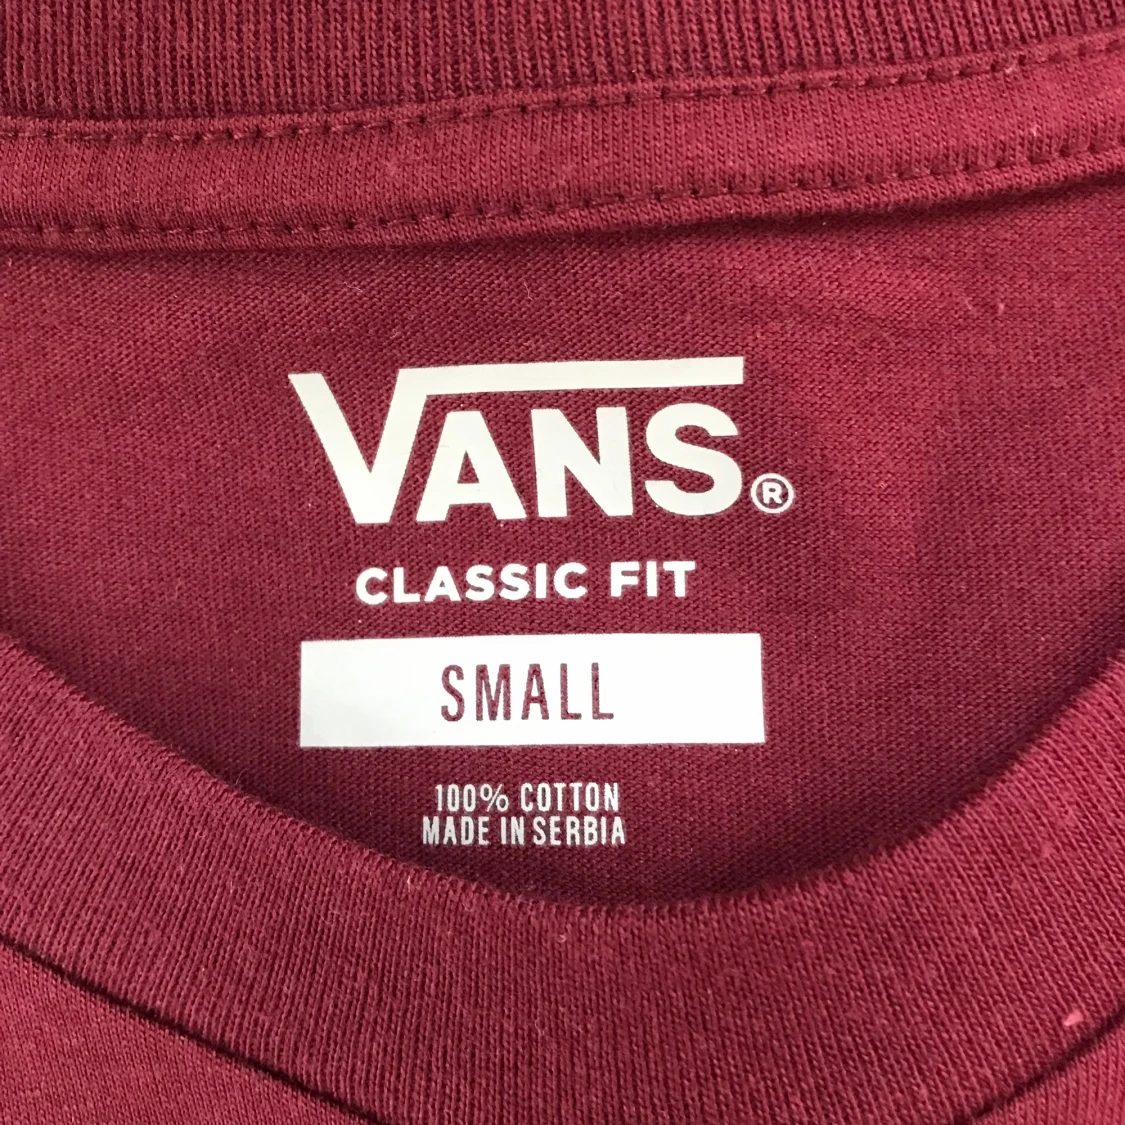 VANS®
CLASSIC FIT
SMALL
100% COTTON
MADE IN SERBIA